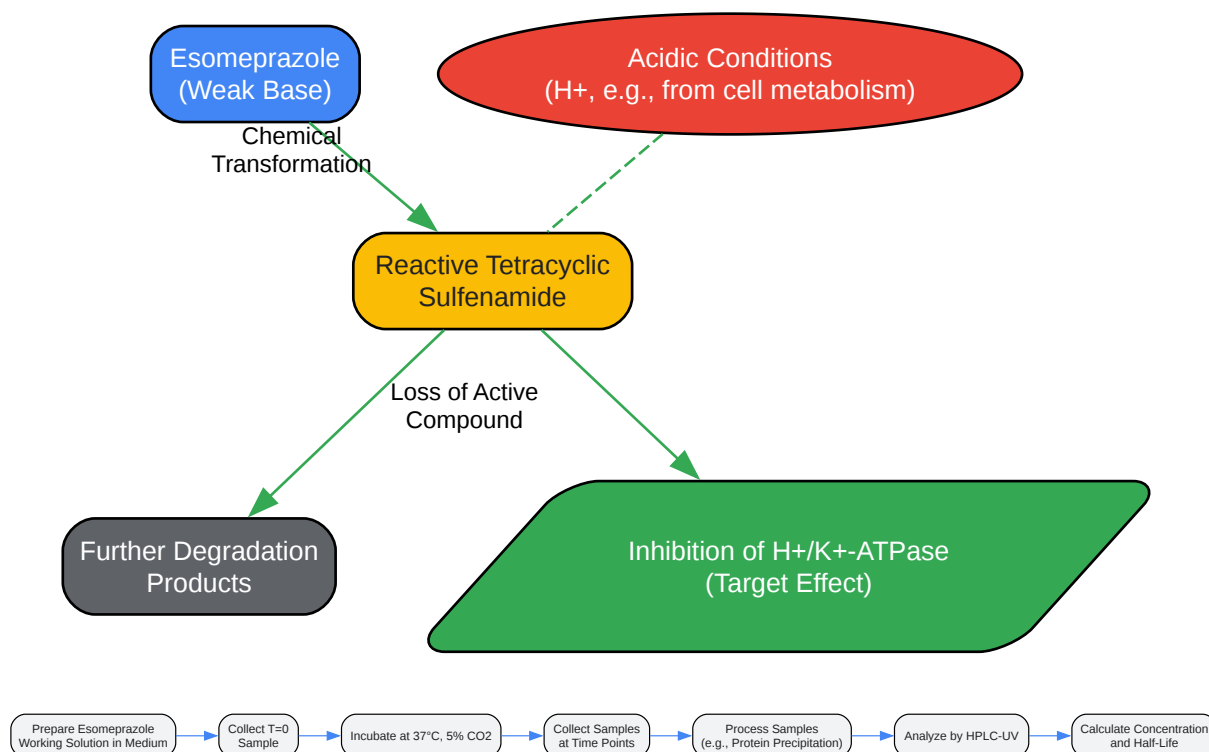 Esomeprazole
(Weak Base)
Acidic Conditions
(H+, e.g., from cell metabolism)
Chemical
Transformation
Reactive Tetracyclic
Sulfenamide
Loss of Active
Compound
Further Degradation
Products
Inhibition of H+/K+-ATPase
(Target Effect)
Prepare Esomeprazole
Working Solution in Medium
Collect T=0
Sample
Incubate at 37°C, 5% CO2
Collect Samples
at Time Points
Process Samples
(e.g., Protein Precipitation)
Analyze by HPLC-UV
Calculate Concentration
and Half-Life